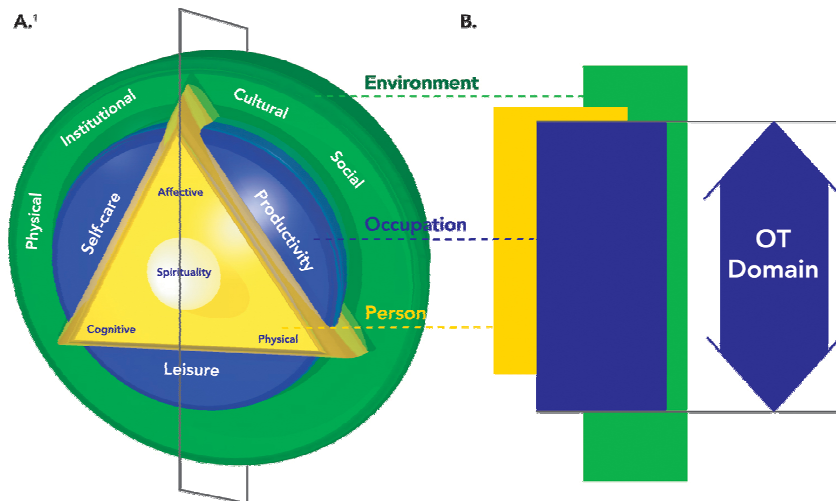 A.¹
B.
Environment
Institutional
Cultural
Physical
Social
Affective
Self-care
Productivity
Occupation
OT
Domain
Spirituality
Person
Cognitive
Physical
Leisure